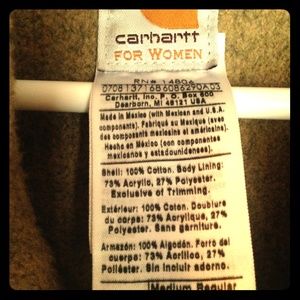 carhartt
FOR WOMEN
RN# 14806
0708137168608629OA03
Carhartt, Inc. P.O. Box 600
Dearborn, MI 48121 USA
Made in Mexico (with Mexican and U.S.A.
components). Fabriqué au Mexique (avec
des composants mexicains et américains).
Hecho en México (con componentes
mexicanos y estadounidenses).
Shell: 100% Cotton. Body Lining:
73% Acrylic, 27% Polyester.
Exclusive of Trimming.
Extérieur: 100% Coton. Doublure
du corps: 73% Acrylique, 27%
Polyester. Sans garniture.
Armazón: 100% Algodón. Forro del
cuerpo: 73% Acrílico, 27%
Poliéster. Sin incluir adorno.
Medium Regular